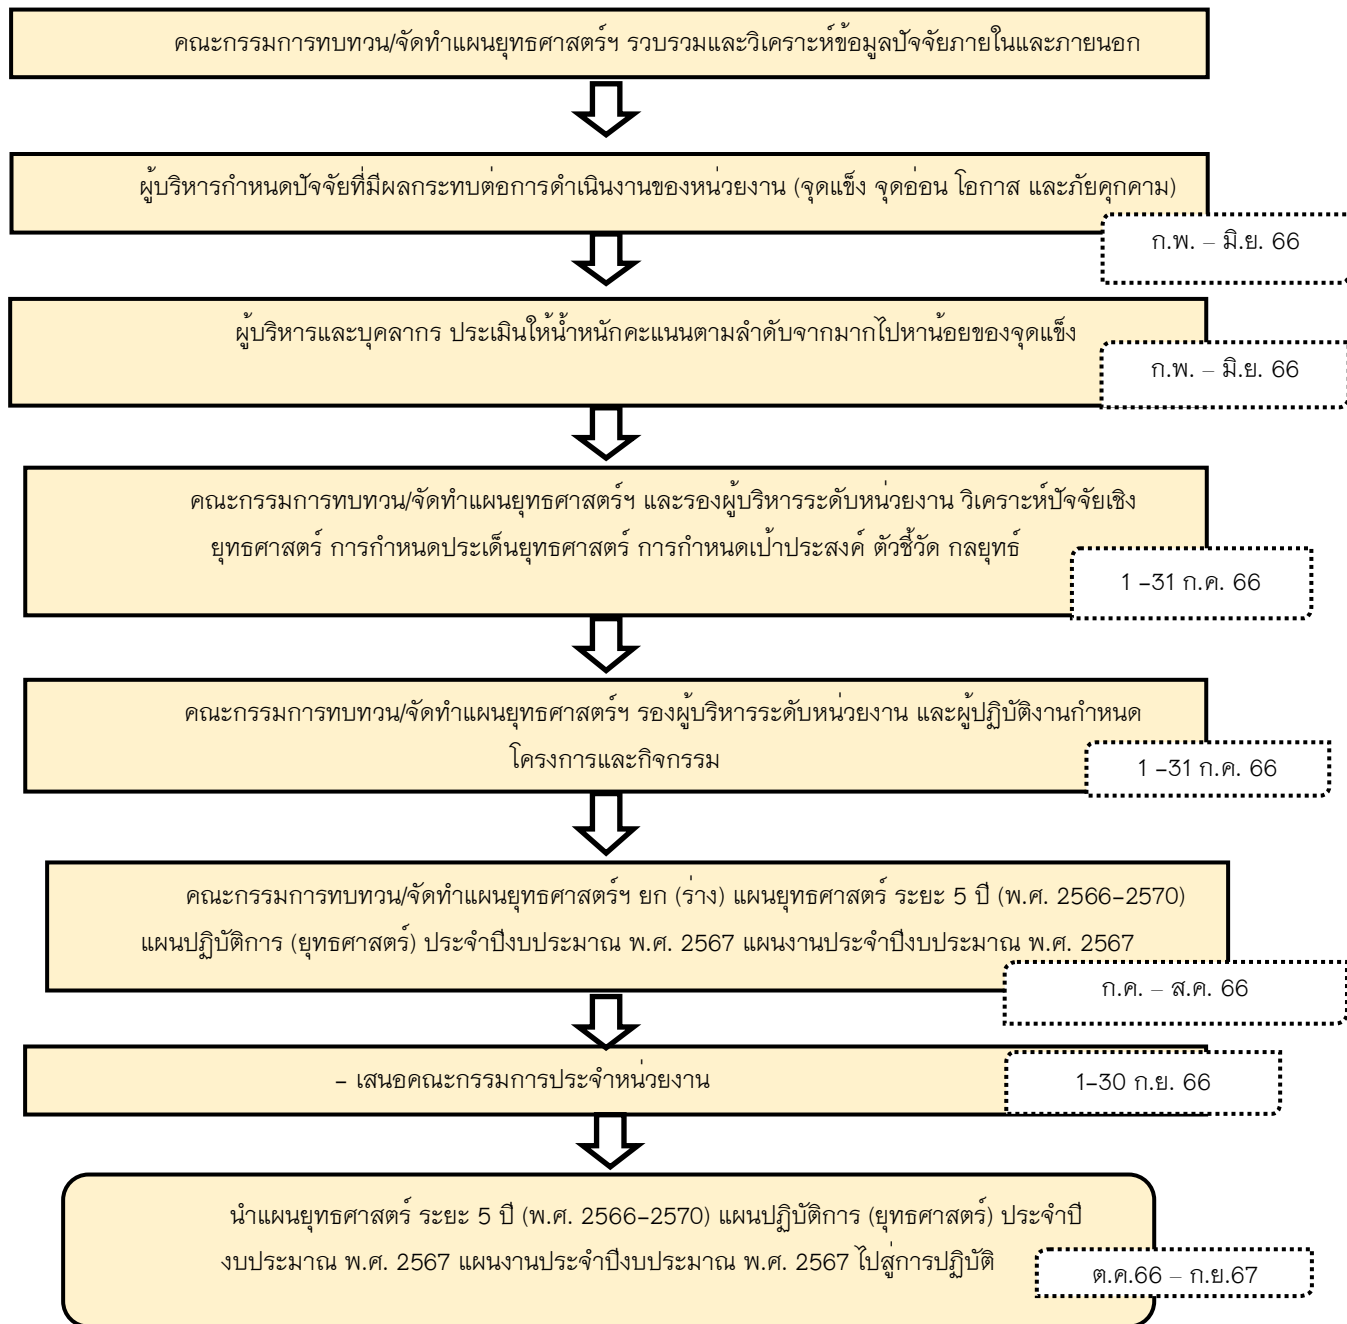 คณะกรรมการทบทวน/จัดทำแผนยุทธศาสตร์ฯ รวบรวมและวิเคราะห์ข้อมูลปัจจัยภายในและภายนอก
ผู้บริหารกำหนดปัจจัยที่มีผลกระทบต่อการดำเนินงานของหน่วยงาน (จุดแข็ง จุดอ่อน โอกาส และภัยคุกคาม)
ก.พ. – มิ.ย. 66
ผู้บริหารและบุคลากร ประเมินให้น้ำหนักคะแนนตามลำดับจากมากไปหาน้อยของจุดแข็ง
ก.พ. – มิ.ย. 66
คณะกรรมการทบทวน/จัดทำแผนยุทธศาสตร์ฯ และรองผู้บริหารระดับหน่วยงาน วิเคราะห์ปัจจัยเชิง
ยุทธศาสตร์ การกำหนดประเด็นยุทธศาสตร์ การกำหนดเป้าประสงค์ ตัวชี้วัด กลยุทธ์
1 –31 ก.ค. 66
คณะกรรมการทบทวน/จัดทำแผนยุทธศาสตร์ฯ รองผู้บริหารระดับหน่วยงาน และผู้ปฏิบัติงานกำหนด
โครงการและกิจกรรม
1 –31 ก.ค. 66
คณะกรรมการทบทวน/จัดทำแผนยุทธศาสตร์ฯ ยก (ร่าง) แผนยุทธศาสตร์ ระยะ 5 ปี (พ.ศ. 2566–2570)
แผนปฏิบัติการ (ยุทธศาสตร์) ประจำปีงบประมาณ พ.ศ. 2567 แผนงานประจำปีงบประมาณ พ.ศ. 2567
ก.ค. – ส.ค. 66
– เสนอคณะกรรมการประจำหน่วยงาน
1–30 ก.ย. 66
นำแผนยุทธศาสตร์ ระยะ 5 ปี (พ.ศ. 2566–2570) แผนปฏิบัติการ (ยุทธศาสตร์) ประจำปี
งบประมาณ พ.ศ. 2567 แผนงานประจำปีงบประมาณ พ.ศ. 2567 ไปสู่การปฏิบัติ
ต.ค.66 – ก.ย.67